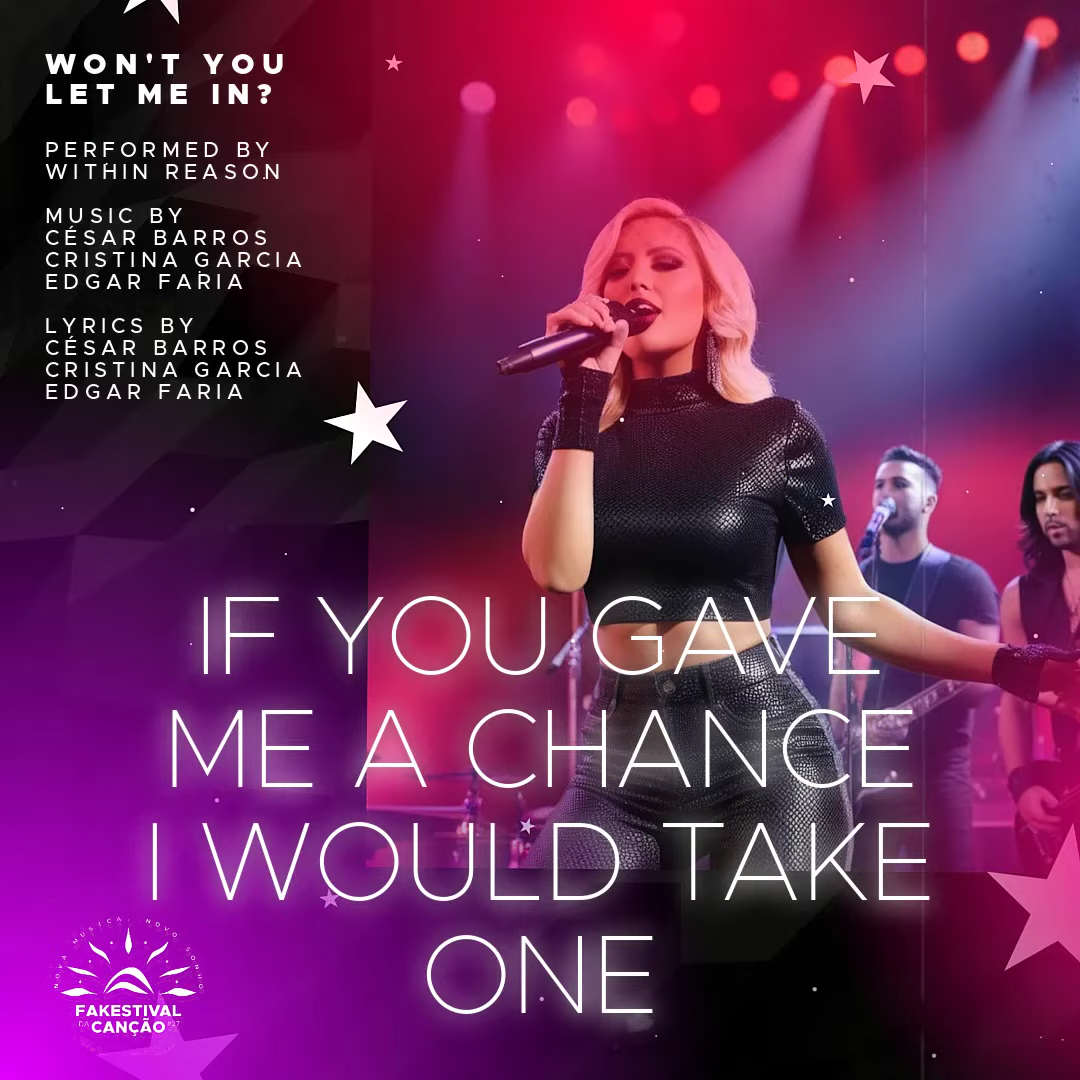 WON'T YOU
LET ME IN?
PERFORMED BY
WITHIN REASON
MUSIC BY
CÉSAR BARROS
CRISTINA GARCIA
EDGAR FARIA
LYRICS BY
CÉSAR BARROS
CRISTINA GARCIA
EDGAR FARIA
IF YOU GAVE
ME A CHANCE
I WOULD TAKE
ONE
NOVA MÚSICA, NOVO SONHO
FAKESTIVAL
DA CANÇÃO #27